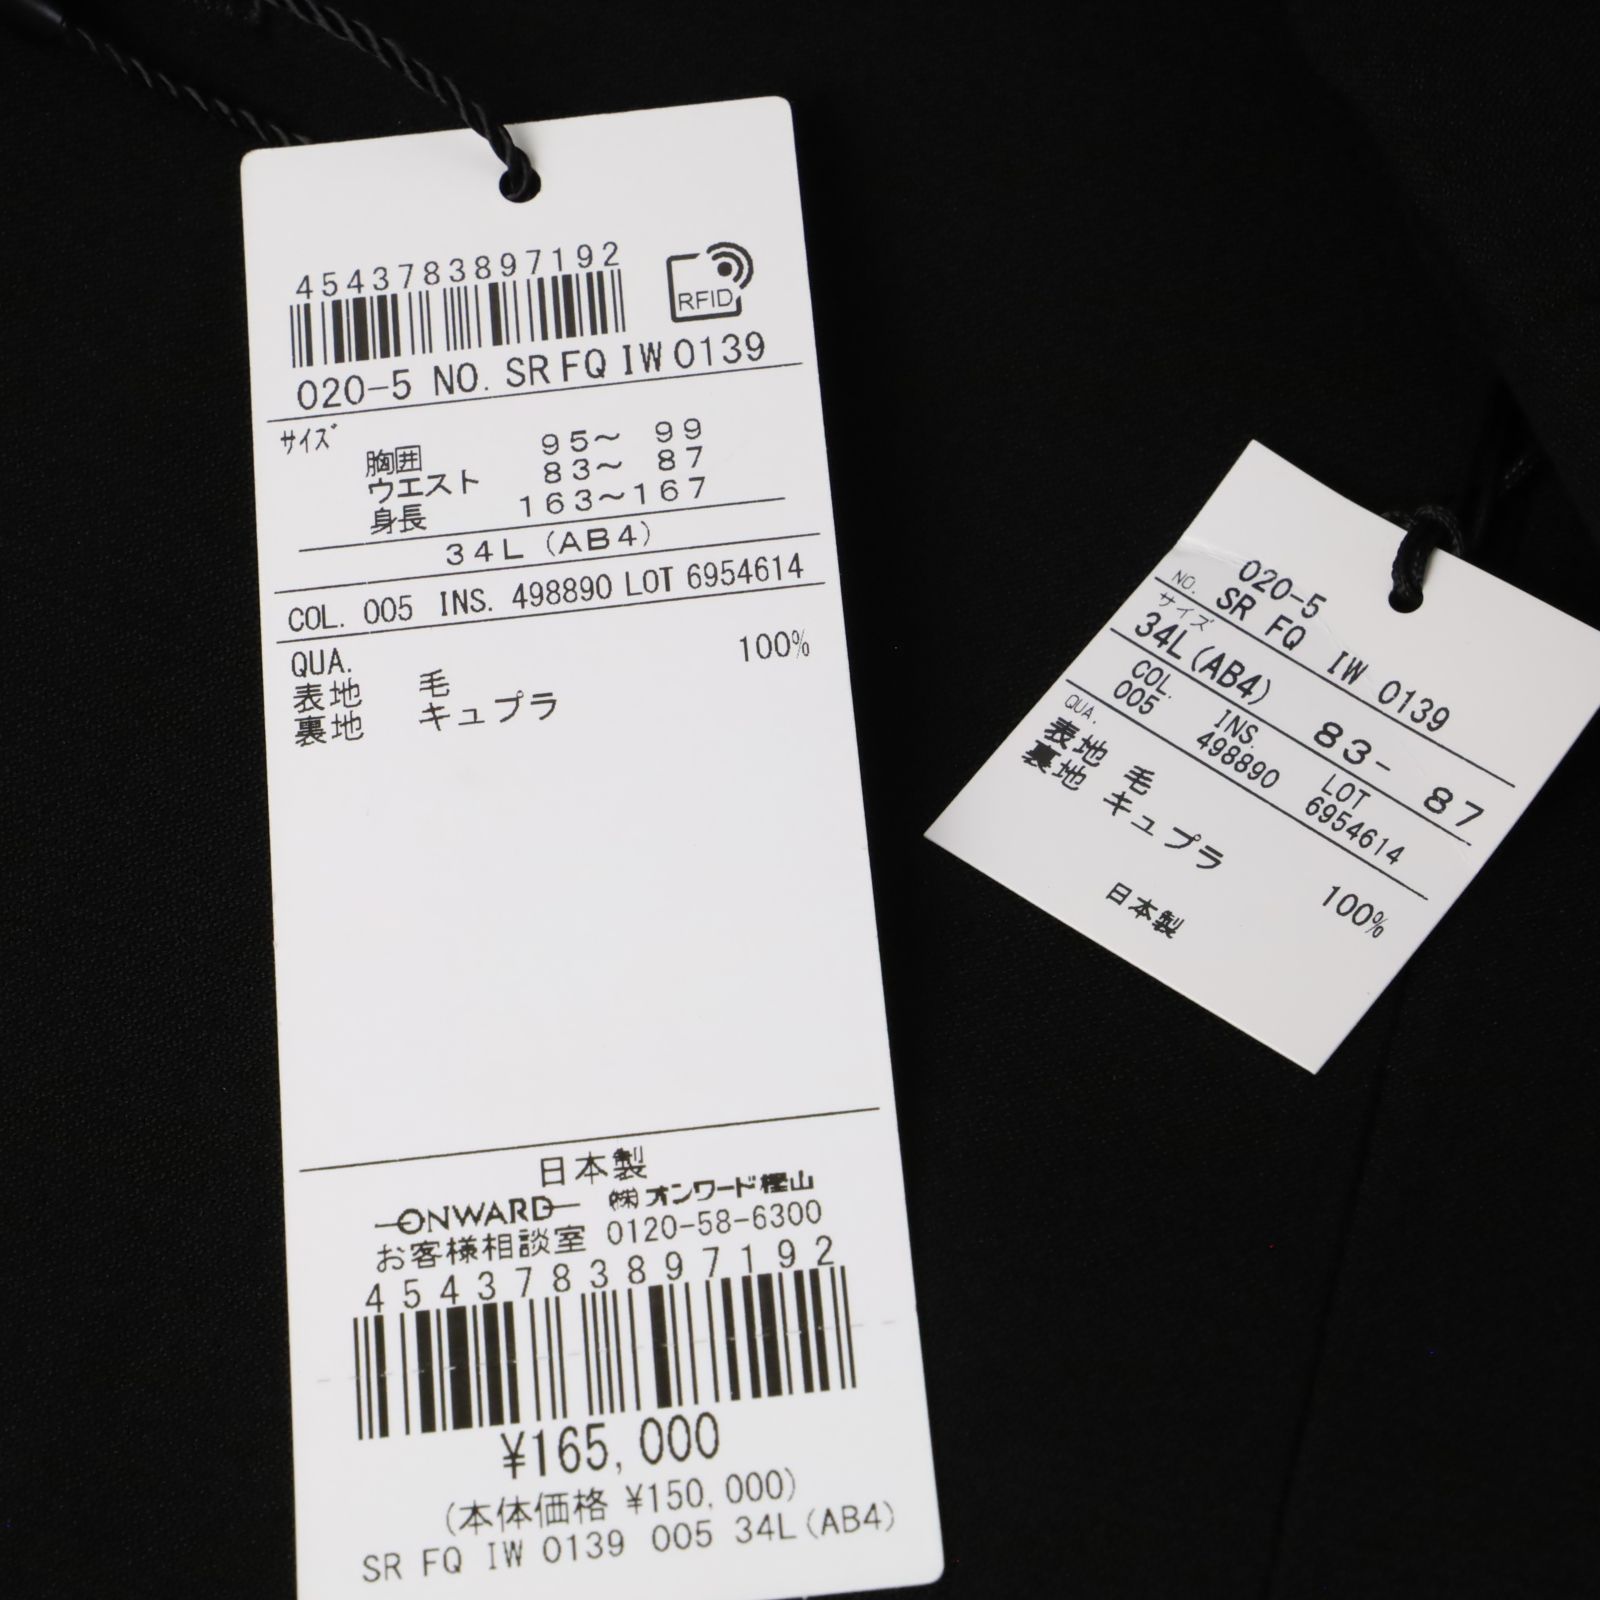 4543783897192
RFID
020-5 NO. SR FQ IW 0139
サイズ
胸囲 95～ 99
ウエスト 83～ 87
身長 163～167
34L (AB4)
COL. 005 INS. 498890 LOT 6954614
QUA. 100%
表地 毛
裏地 キュプラ
日本製
ONWARD ㈱オンワード樫山
お客様相談室 0120-58-6300
4543783897192
¥165,000
(本体価格 ¥150,000)
SR FQ IW 0139 005 34L(AB4)
020-5
NO. SR FQ IW 0139
サイズ
34L(AB4) 83- 87
COL. INS. LOT
005 498890 6954614
QUA.
表地 毛 100%
裏地 キュプラ
日本製